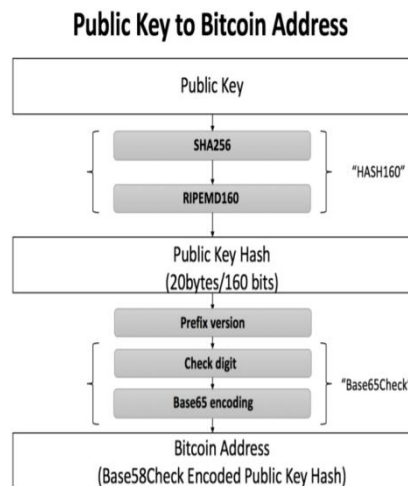 Public Key to Bitcoin Address
Public Key
SHA256
RIPEMD160
"HASH160"
Public Key Hash
(20bytes/160 bits)
Prefix version
Check digit
Base65 encoding
"Base65Check"
Bitcoin Address
(Base58Check Encoded Public Key Hash)